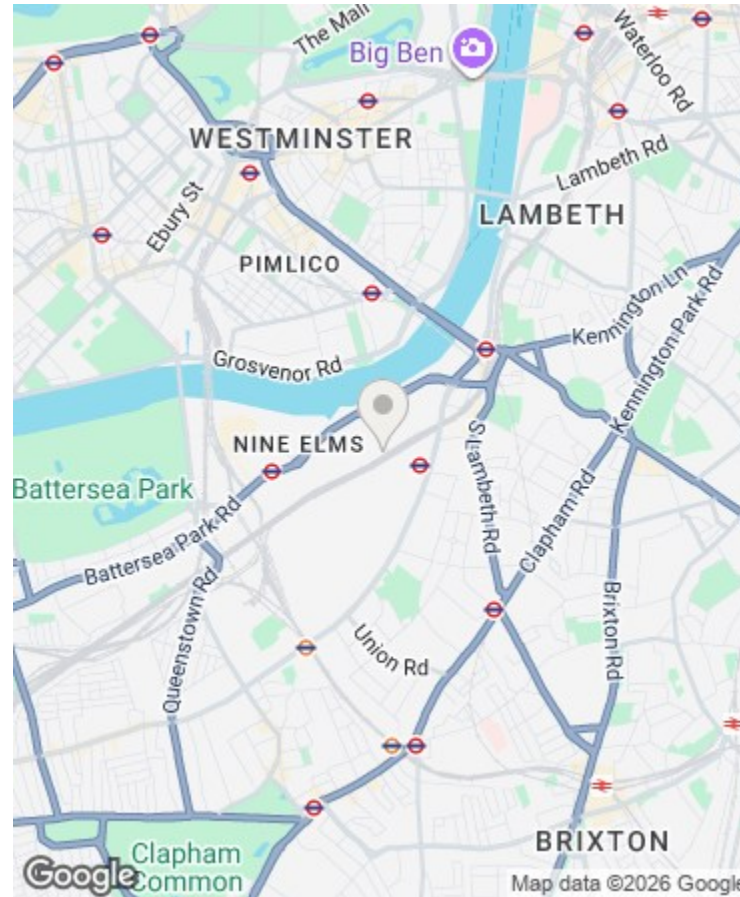 The Mall
Big Ben
Waterloo Rd
WESTMINSTER
Lambeth Rd
Ebury St
LAMBETH
PIMLICO
Kennington Ln
Kennington Park Rd
Grosvenor Rd
NINE ELMS
S Lambeth Rd
Battersea Park
Clapham Rd
Battersea Park Rd
Queenstown Rd
Brixton Rd
Union Rd
BRIXTON
Clapham
Common
Google
Map data ©2026 Google